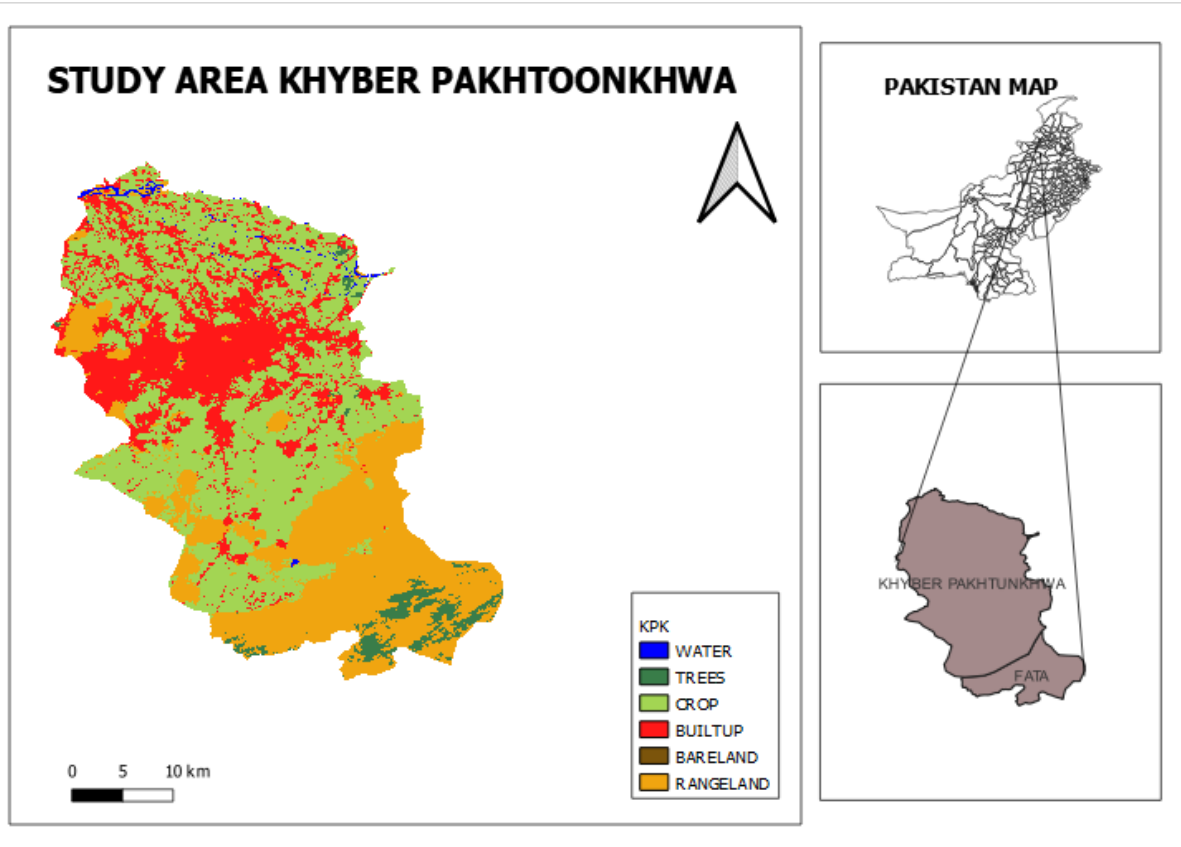 STUDY AREA KHYBER PAKHTOONKHWA
PAKISTAN MAP
KHYBER PAKHTUNKHWA
FATA
KPK
WATER
TREES
CROP
BUILTUP
BARELAND
RANGELAND
0 5 10 km